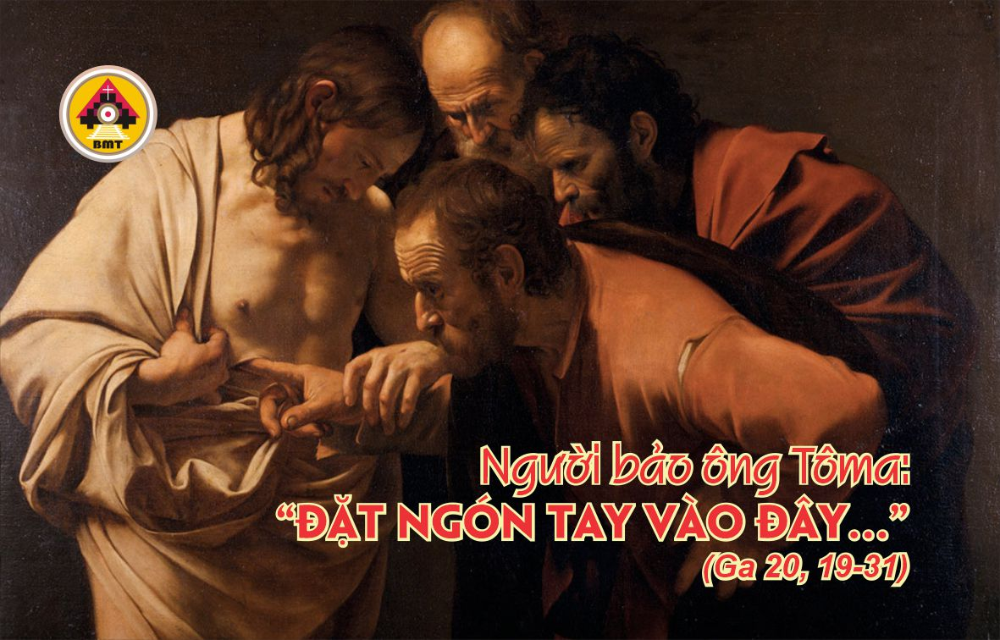 BMT
Người bảo ông Tôma:
“ĐẶT NGÓN TAY VÀO ĐÂY...”
(Ga 20, 19-31)